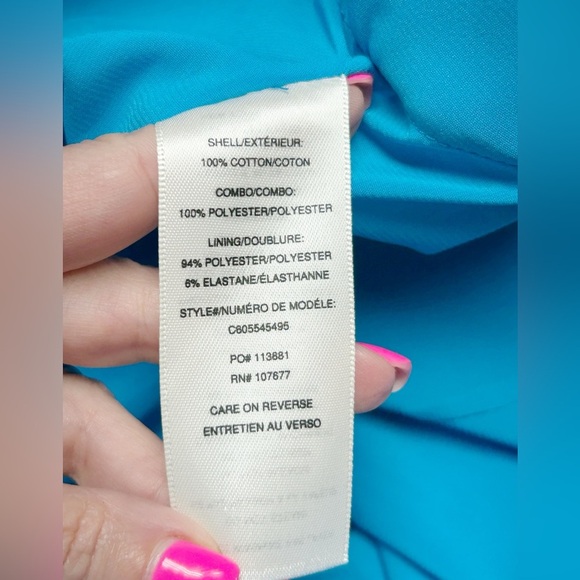 SHELL/EXTÉRIEUR:
100% COTTON/COTON
COMBO/COMBO:
100% POLYESTER/POLYESTER
LINING/DOUBLURE:
94% POLYESTER/POLYESTER
6% ELASTANE/ÉLASTHANNE
STYLE#/NUMÉRO DE MODÈLE:
C605545495
PO# 113881
RN# 107677
CARE ON REVERSE
ENTRETIEN AU VERSO